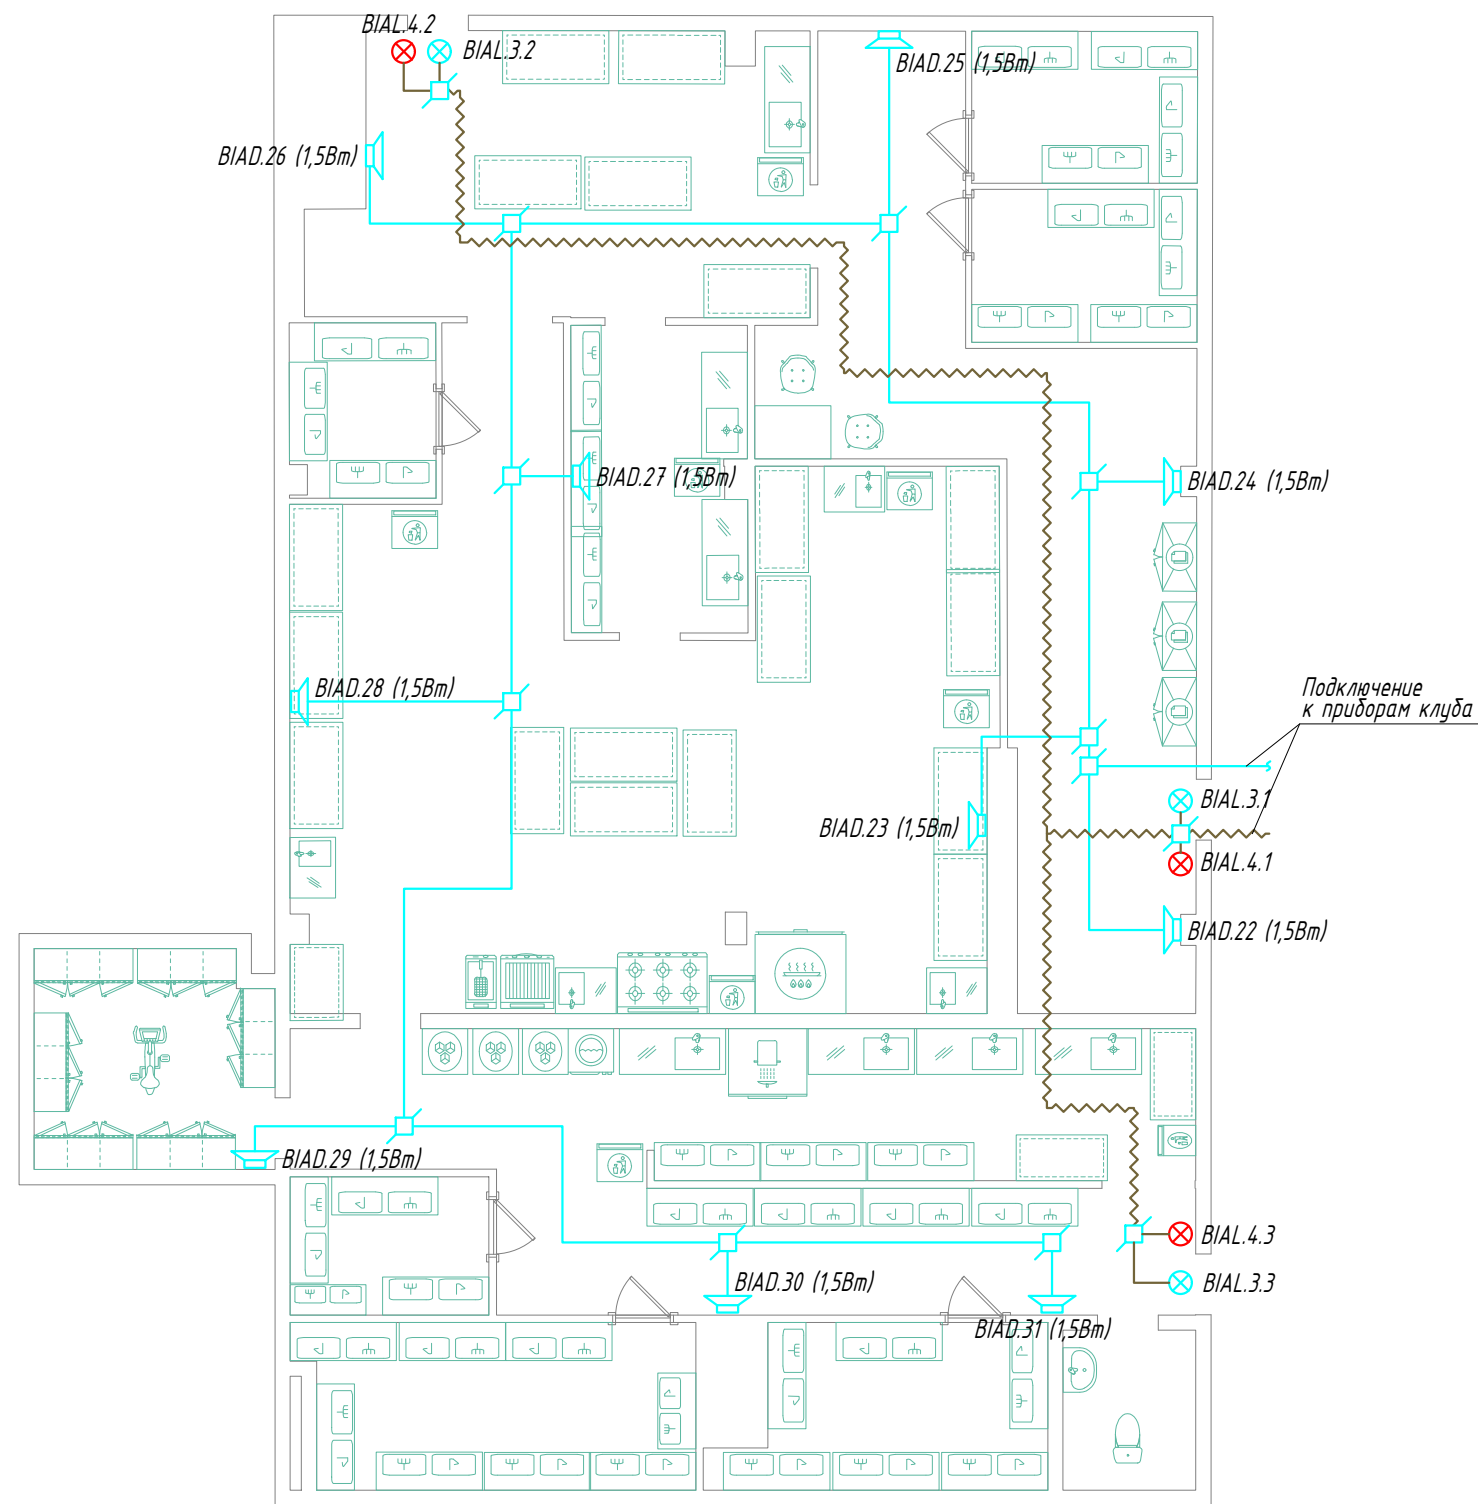 BIAL.4.2
BIAL.3.2
BIAD.25 (1,5Вт)
BIAD.26 (1,5Вт)
BIAD.27 (1,5Вт)
BIAD.24 (1,5Вт)
BIAD.28 (1,5Вт)
Подключение
к приборам клуба
BIAL.3.1
BIAD.23 (1,5Вт)
BIAL.4.1
BIAD.22 (1,5Вт)
BIAD.29 (1,5Вт)
BIAL.4.3
BIAD.30 (1,5Вт)
BIAL.3.3
BIAD.31 (1,5Вт)